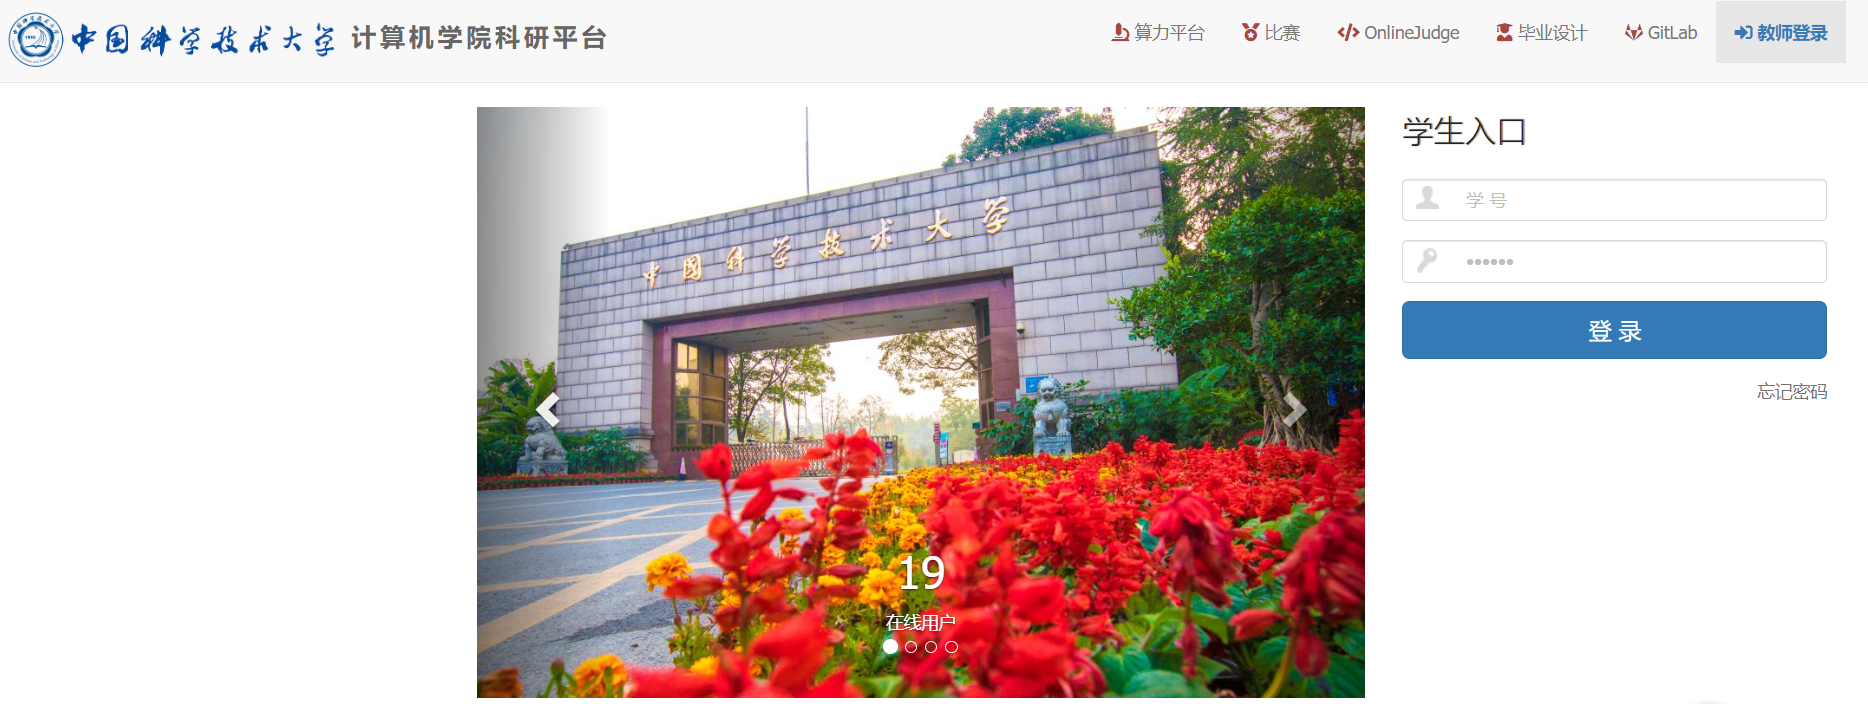 中国科学技术大学 计算机学院科研平台
算力平台 比赛 OnlineJudge 毕业设计 GitLab 教师登录
学生入口
学 号
••••••
登 录
忘记密码
中国科学技术大学
19
在线用户